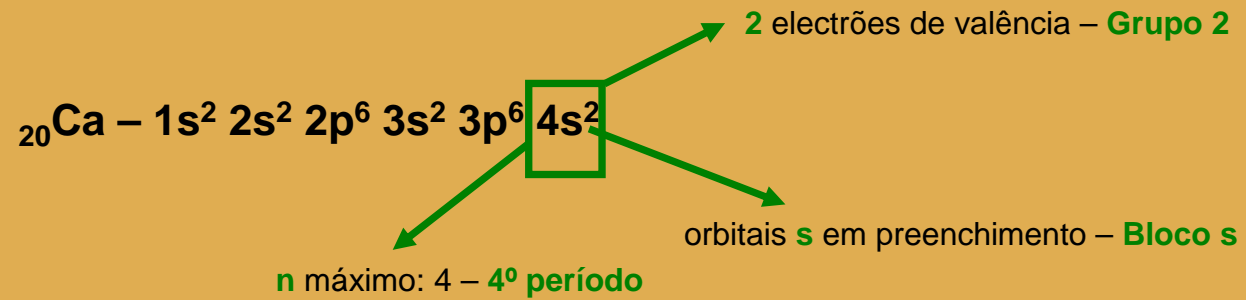 2 electrões de valência – Grupo 2
₂₀Ca – 1s² 2s² 2p⁶ 3s² 3p⁶ 4s²
orbitais s em preenchimento – Bloco s
n máximo: 4 – 4º período